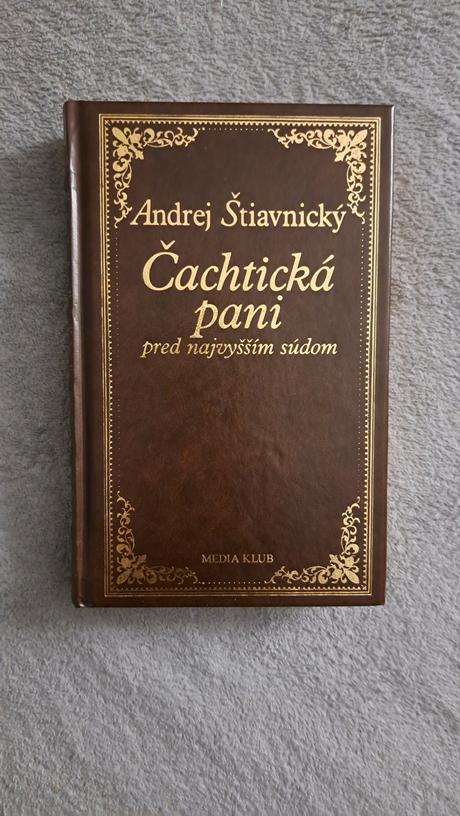 Andrej Štiavnický
Čachtická
pani
pred najvyšším súdom
MEDIA KLUB